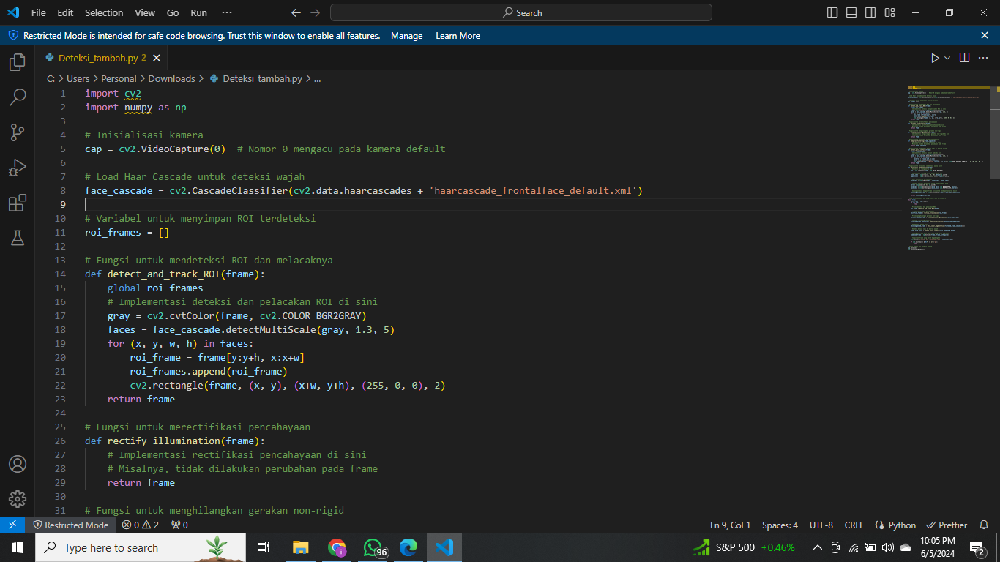 File Edit Selection View Go Run ··· Search
Restricted Mode is intended for safe code browsing. Trust this window to enable all features. Manage Learn More
Deteksi_tambah.py 2
C: > Users > Personal > Downloads > Deteksi_tambah.py > ...
1 import cv2
2 import numpy as np
3
4 # Inisialisasi kamera
5 cap = cv2.VideoCapture(0)  # Nomor 0 mengacu pada kamera default
6
7 # Load Haar Cascade untuk deteksi wajah
8 face_cascade = cv2.CascadeClassifier(cv2.data.haarcascades + 'haarcascade_frontalface_default.xml')
9
10 # Variabel untuk menyimpan ROI terdeteksi
11 roi_frames = []
12
13 # Fungsi untuk mendeteksi ROI dan melacaknya
14 def detect_and_track_ROI(frame):
15     global roi_frames
16     # Implementasi deteksi dan pelacakan ROI di sini
17     gray = cv2.cvtColor(frame, cv2.COLOR_BGR2GRAY)
18     faces = face_cascade.detectMultiScale(gray, 1.3, 5)
19     for (x, y, w, h) in faces:
20         roi_frame = frame[y:y+h, x:x+w]
21         roi_frames.append(roi_frame)
22         cv2.rectangle(frame, (x, y), (x+w, y+h), (255, 0, 0), 2)
23     return frame
24
25 # Fungsi untuk merectifikasi pencahayaan
26 def rectify_illumination(frame):
27     # Implementasi rectifikasi pencahayaan di sini
28     # Misalnya, tidak dilakukan perubahan pada frame
29     return frame
30
31 # Fungsi untuk menghilangkan gerakan non-rigid
Restricted Mode 0 2 0 Ln 9, Col 1 Spaces: 4 UTF-8 CRLF Python Prettier
Type here to search 96 S&P 500 +0.46% 10:05 PM
6/5/2024 2